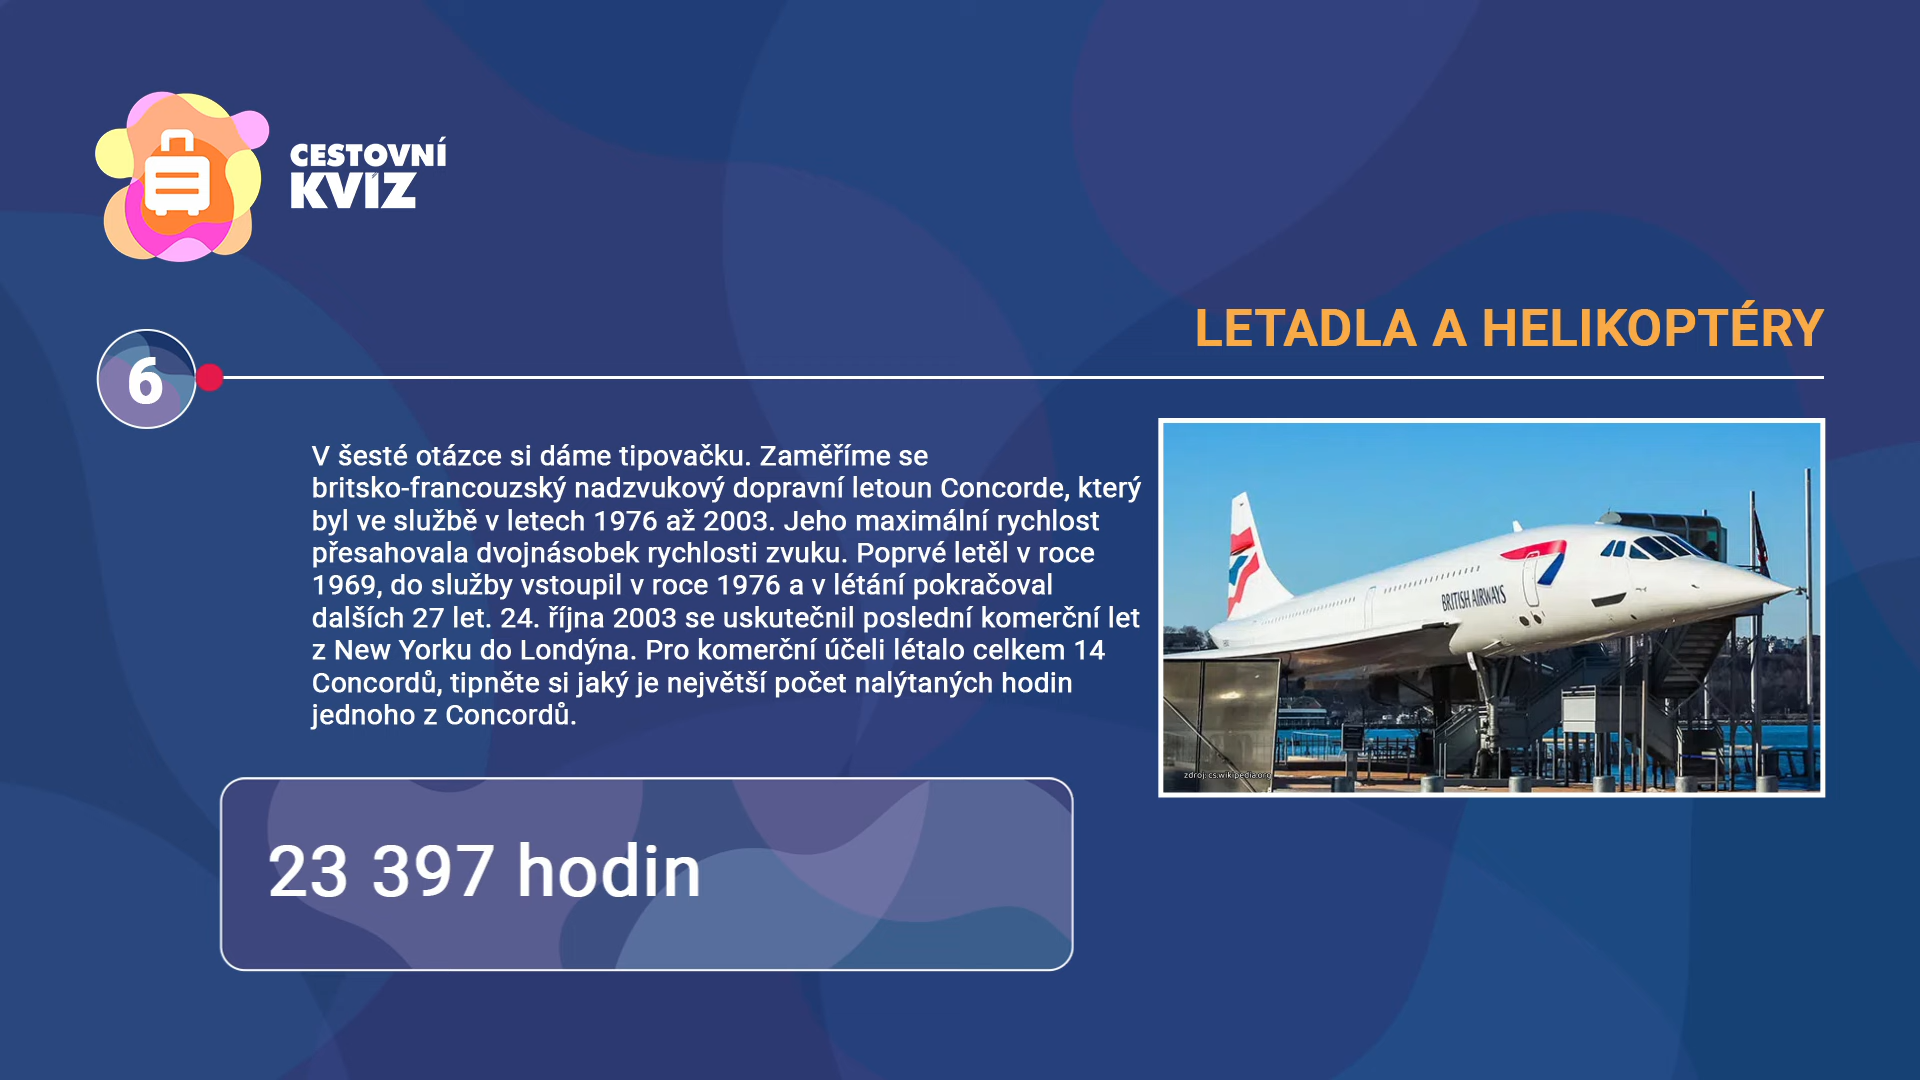 CESTOVNÍ
KVÍZ
LETADLA A HELIKOPTÉRY
6
V šesté otázce si dáme tipovačku. Zaměříme se
britsko-francouzský nadzvukový dopravní letoun Concorde, který
byl ve službě v letech 1976 až 2003. Jeho maximální rychlost
přesahovala dvojnásobek rychlosti zvuku. Poprvé letěl v roce
1969, do služby vstoupil v roce 1976 a v létání pokračoval
dalších 27 let. 24. října 2003 se uskutečnil poslední komerční let
z New Yorku do Londýna. Pro komerční účeli létalo celkem 14
Concordů, tipněte si jaký je největší počet nalýtaných hodin
jednoho z Concordů.
BRITISH AIRWAYS
zdroj: cs.wikipedia.org
23 397 hodin